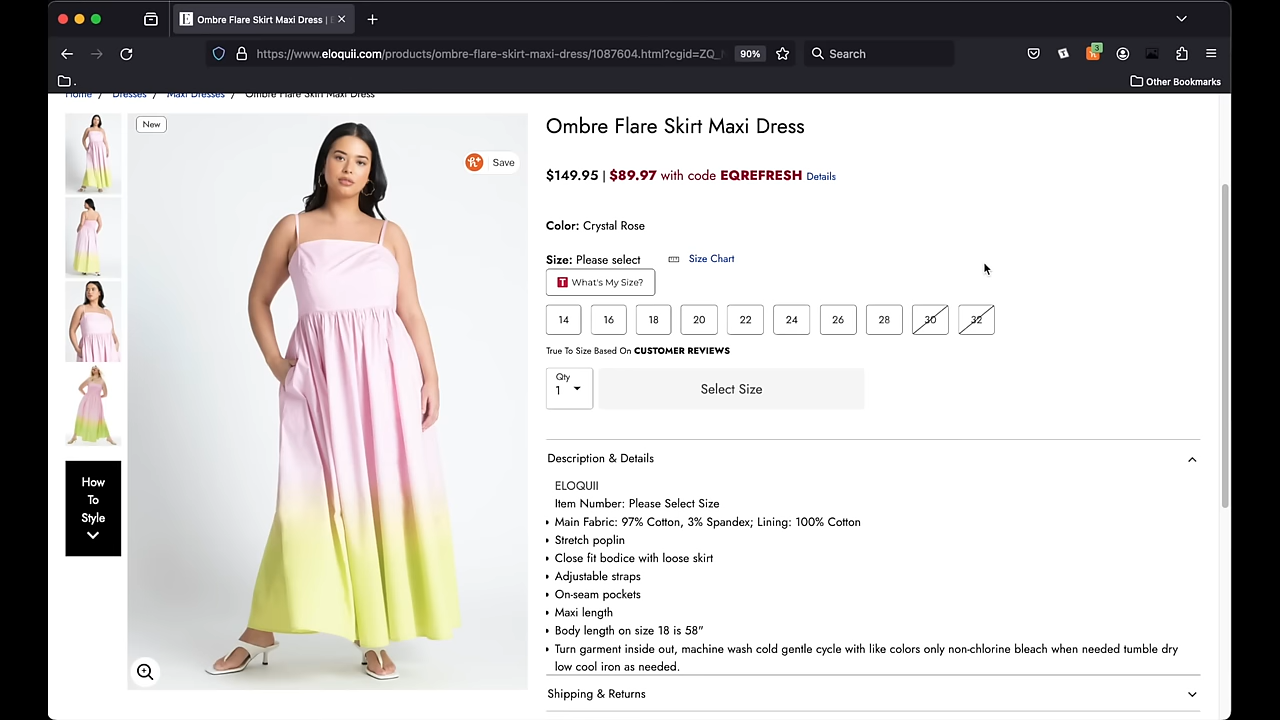 Ombre Flare Skirt Maxi Dress |
https://www.eloquii.com/products/ombre-flare-skirt-maxi-dress/1087604.html?cgid=ZQ_
90%
Search
3
Other Bookmarks
Home / Dresses / Maxi Dresses / Ombre Flare Skirt Maxi Dress
New
Save
How
To
Style
Ombre Flare Skirt Maxi Dress
$149.95 | $89.97 with code EQREFRESH Details
Color: Crystal Rose
Size: Please select Size Chart
T What's My Size?
14 16 18 20 22 24 26 28 30 32
True To Size Based On CUSTOMER REVIEWS
Qty
1
Select Size
Description & Details
ELOQUII
Item Number: Please Select Size
Main Fabric: 97% Cotton, 3% Spandex; Lining: 100% Cotton
Stretch poplin
Close fit bodice with loose skirt
Adjustable straps
On-seam pockets
Maxi length
Body length on size 18 is 58"
Turn garment inside out, machine wash cold gentle cycle with like colors only non-chlorine bleach when needed tumble dry
low cool iron as needed.
Shipping & Returns